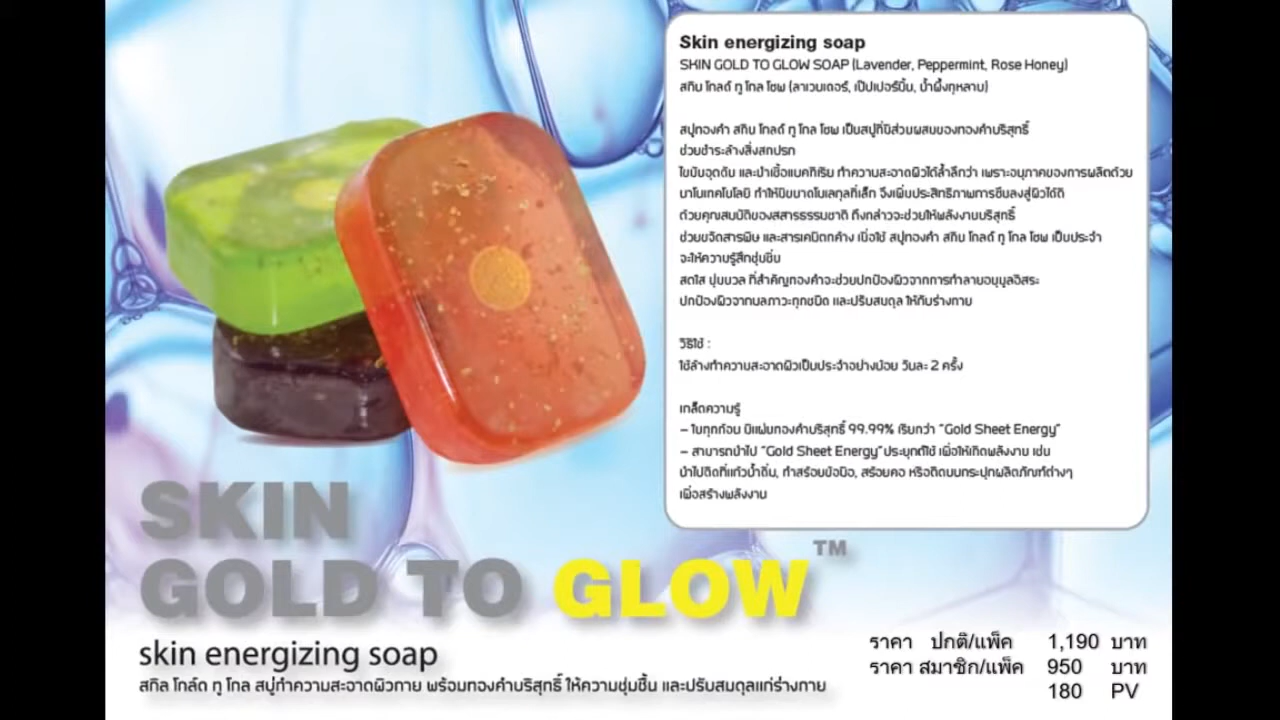 Skin energizing soap
SKIN GOLD TO GLOW SOAP (Lavender, Peppermint, Rose Honey)
สกิน โกลด์ ทู โกล โซพ (ลาเวนเดอร์, เป๊ปเปอร์มิ้น, น้ำผึ้งกุหลาบ)
สบู่ทองคำ สกิน โกลด์ ทู โกล โซพ เป็นสบู่ที่มีส่วนผสมของทองคำบริสุทธิ์
ช่วยชำระล้างสิ่งสกปรก
ไขมันอุดตัน และฆ่าเชื้อแบคทีเรีย ทำความสะอาดผิวได้ล้ำลึกกว่า เพราะอนุภาคของการผลิตด้วย
นาโนเทคโนโลยี ทำให้มีขนาดโมเลกุลที่เล็ก จึงเพิ่มประสิทธิภาพการซึมลงสู่ผิวได้ดี
ด้วยคุณสมบัติของสสารธรรมชาติ ดังกล่าวจะช่วยให้พลังงานบริสุทธิ์
ช่วยขจัดสารพิษ และสารเคมีตกค้าง เมื่อใช้ สบู่ทองคำ สกิน โกลด์ ทู โกล โซพ เป็นประจำ
จะให้ความรู้สึกชุ่มชื่น
สดใส นุ่มนวล ที่สำคัญทองคำจะช่วยปกป้องผิวจากการทำลายอนุมูลอิสระ
ปกป้องผิวจากมลภาวะทุกชนิด และปรับสมดุล ให้กับร่างกาย
วิธีใช้ :
ใช้ล้างทำความสะอาดผิวเป็นประจำอย่างน้อย วันละ 2 ครั้ง
เกล็ดความรู้
– ในทุกก้อน มีแผ่นทองคำบริสุทธิ์ 99.99% เรียกว่า “Gold Sheet Energy”
– สามารถนำไป “Gold Sheet Energy”ประยุกต์ใช้ เพื่อให้เกิดพลังงาน เช่น
นำไปติดที่แก้วน้ำดื่ม, ทำสร้อยข้อมือ, สร้อยคอ หรือติดบนกระปุกผลิตภัณฑ์ต่างๆ
เพื่อสร้างพลังงาน
SKIN
GOLD TO GLOW™
skin energizing soap
สกิล โกล์ด ทู โกล สบู่ทำความสะอาดผิวกาย พร้อมทองคำบริสุทธิ์ ให้ความชุ่มชื้น และปรับสมดุลแก่ร่างกาย
ราคา ปกติ/แพ็ค 1,190 บาท
ราคา สมาชิก/แพ็ค 950 บาท
180 PV